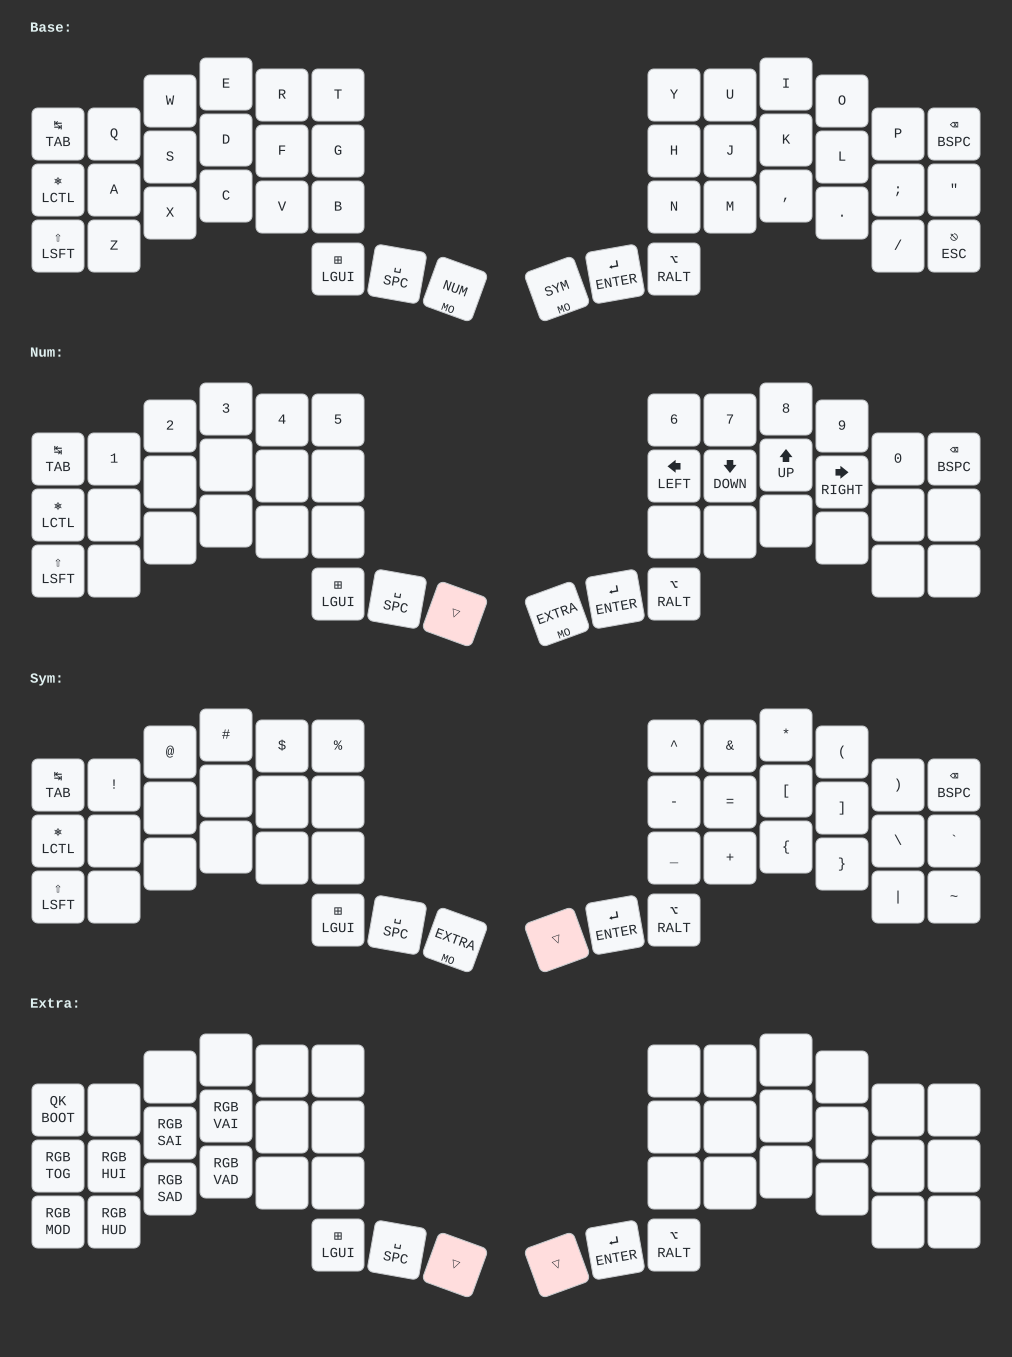 Base:
↹ TAB Q W E R T Y U I O P ⌫ BSPC
⎈ LCTL A S D F G H J K L ; "
⇧ LSFT Z X C V B N M , . / ⎋ ESC
⊞ LGUI ␣ SPC NUM MO SYM MO ↵ ENTER ⌥ RALT
Num:
↹ TAB 1 2 3 4 5 6 7 8 9 0 ⌫ BSPC
⎈ LCTL 🡄 LEFT 🡇 DOWN 🡅 UP 🡆 RIGHT
⇧ LSFT
⊞ LGUI ␣ SPC ▽ EXTRA MO ↵ ENTER ⌥ RALT
Sym:
↹ TAB ! @ # $ % ^ & * ( ) ⌫ BSPC
⎈ LCTL - = [ ] \ `
⇧ LSFT _ + { } | ~
⊞ LGUI ␣ SPC EXTRA MO ▽ ↵ ENTER ⌥ RALT
Extra:
QK BOOT
RGB TOG RGB HUI RGB SAI RGB VAI
RGB MOD RGB HUD RGB SAD RGB VAD
⊞ LGUI ␣ SPC ▽ ▽ ↵ ENTER ⌥ RALT